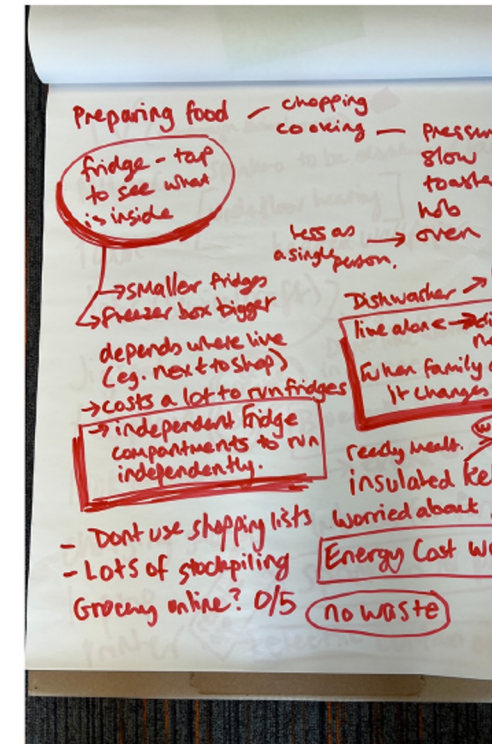 Preparing food - chopping
cooking -
slow
hob
oven
fridge - tap
to see what
is inside
less as
a single person.
→ smaller fridges
→ freezer box bigger
depends where live
(eg. next to shop)
→ costs a lot to run fridges
→ independent fridge
compartments to run
independently.
Dishwasher →
live alone →
when family
It changes
ready meals.
insulated
worried about
Energy Cost
- Dont use shopping lists
- Lots of stockpiling
Grocery online? 0/5
no waste